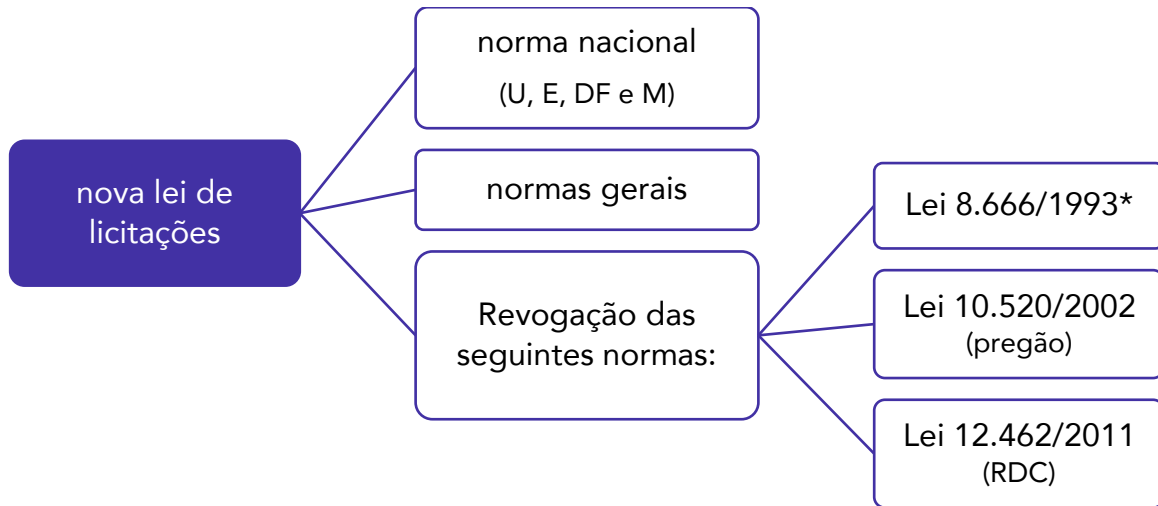 nova lei de
licitações
norma nacional
(U, E, DF e M)
normas gerais
Revogação das
seguintes normas:
Lei 8.666/1993*
Lei 10.520/2002
(pregão)
Lei 12.462/2011
(RDC)